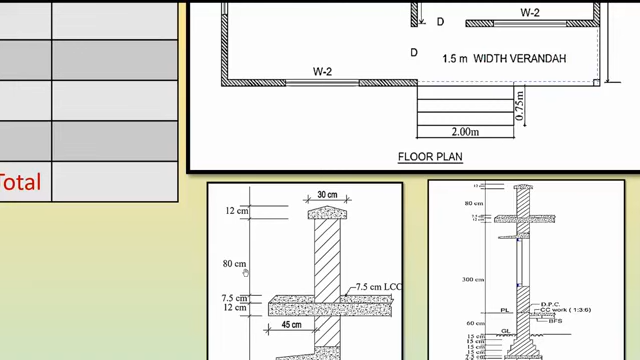 W-2
D
D
1.5 m WIDTH VERANDAH
W-2
0.75m
2.00m
FLOOR PLAN
Total
30 cm
12 cm
80 cm
7.5 cm LCC
7.5 cm
12 cm
45 cm
80 cm
300 cm
D.P.C.
PL
CC work ( 1:3:6)
BFS
60 cm
GL
15 cm
15 cm
15 cm